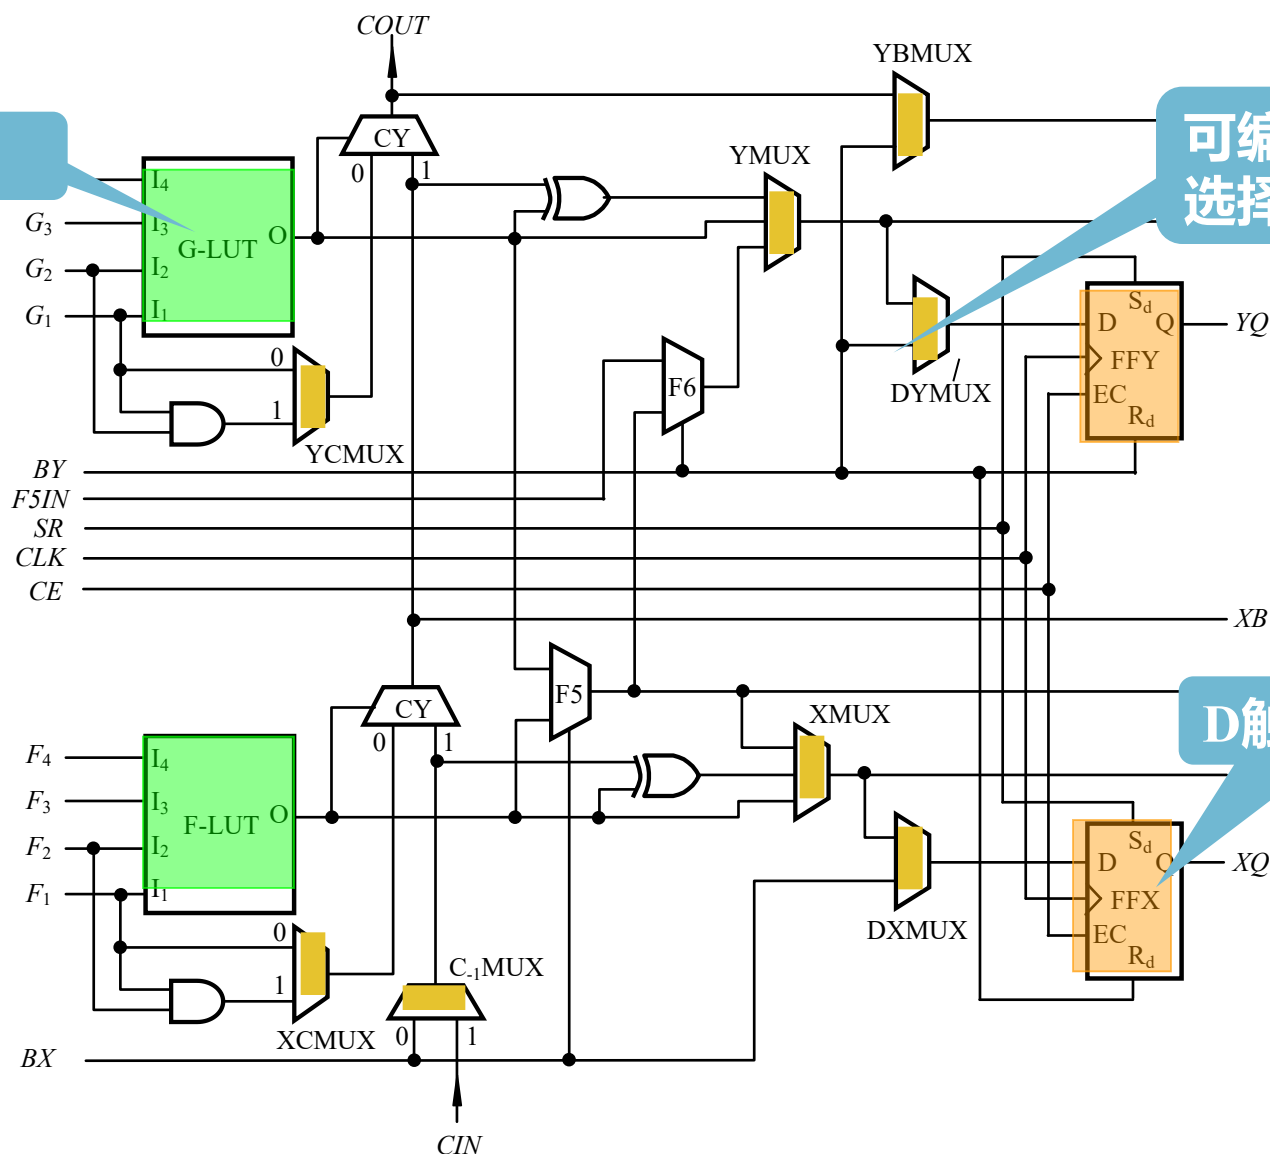 COUT
YBMUX
可编
选择
CY
0
1
YMUX
I4
G3
I3
G-LUT
O
G2
I2
G1
I1
Sd
D
Q
YQ
FFY
EC
Rd
0
1
YCMUX
F6
DYMUX
BY
F5IN
SR
CLK
CE
XB
F5
CY
0
1
XMUX
D触
F4
I4
F3
I3
F-LUT
O
F2
I2
F1
I1
Sd
D
Q
XQ
FFX
EC
Rd
DXMUX
0
1
XCMUX
C-1MUX
0
1
BX
CIN